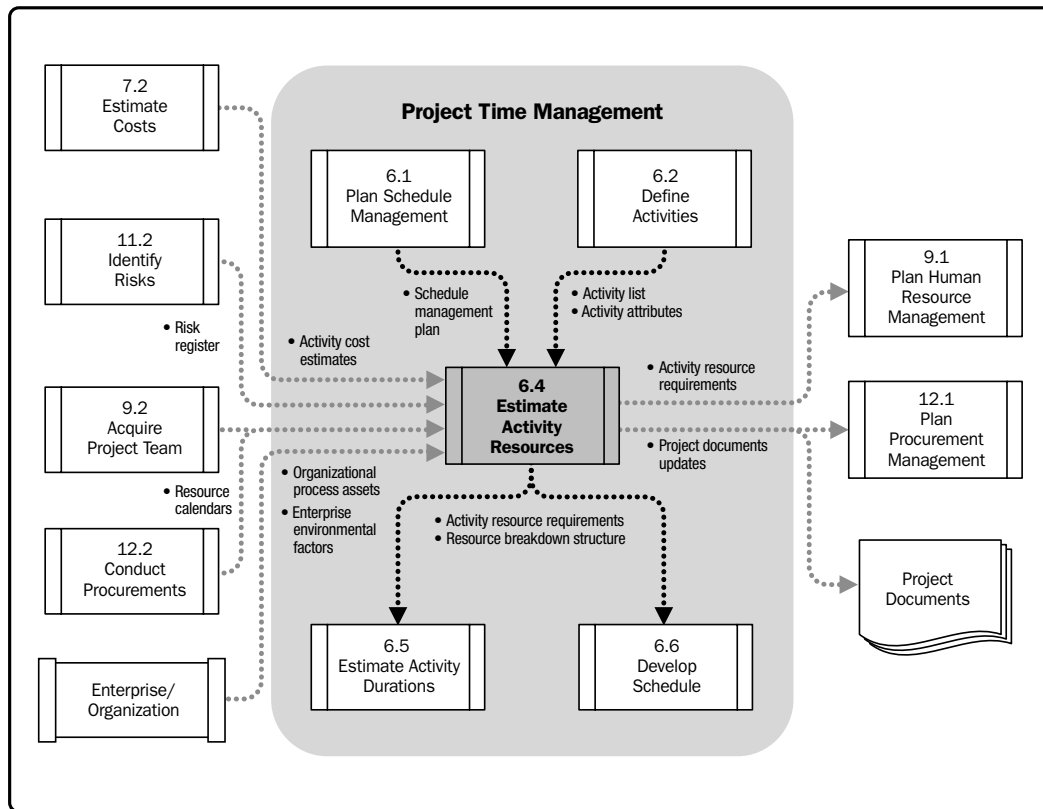 Project Time Management
7.2
Estimate
Costs
11.2
Identify
Risks
• Risk
register
9.2
Acquire
Project Team
• Resource
calendars
12.2
Conduct
Procurements
Enterprise/
Organization
6.1
Plan Schedule
Management
6.2
Define
Activities
• Schedule
management
plan
• Activity list
• Activity attributes
• Activity cost
estimates
6.4
Estimate
Activity
Resources
• Organizational
process assets
• Enterprise
environmental
factors
• Activity resource
requirements
• Project documents
updates
• Activity resource requirements
• Resource breakdown structure
6.5
Estimate Activity
Durations
6.6
Develop
Schedule
9.1
Plan Human
Resource
Management
12.1
Plan
Procurement
Management
Project
Documents